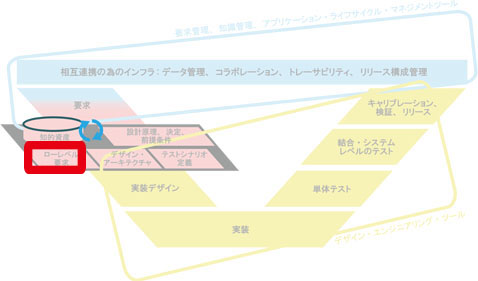 要求管理、知識管理、アプリケーション・ライフサイクル・マネジメントツール
相互連携の為のインフラ：データ管理、コラボレーション、トレーサビリティ、リリース構成管理
要求
キャリブレーション、
検証、リリース
知的資産
設計原理、決定、
前提条件
結合・システム
レベルのテスト
ローレベル
要求
デザイン・
アーキテクチャ
テストシナリオ
定義
実装デザイン
単体テスト
実装
デザイン・エンジニアリング・ツール